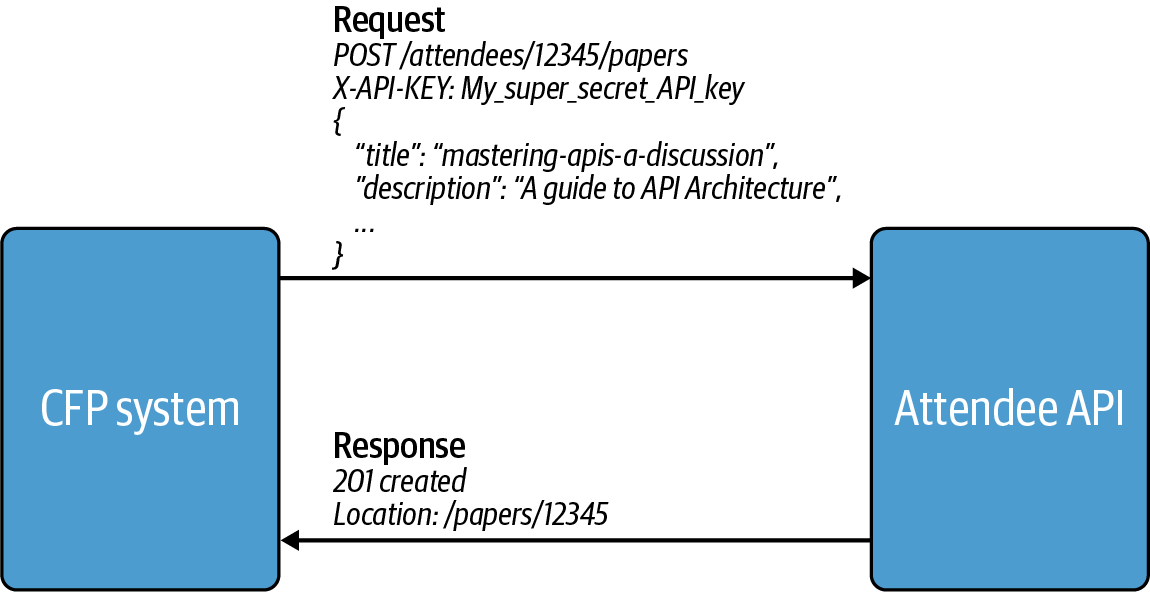 Request
POST /attendees/12345/papers
X-API-KEY: My_super_secret_API_key
{
“title”: “mastering-apis-a-discussion”,
”description”: “A guide to API Architecture”,
...
}
CFP system
Attendee API
Response
201 created
Location: /papers/12345